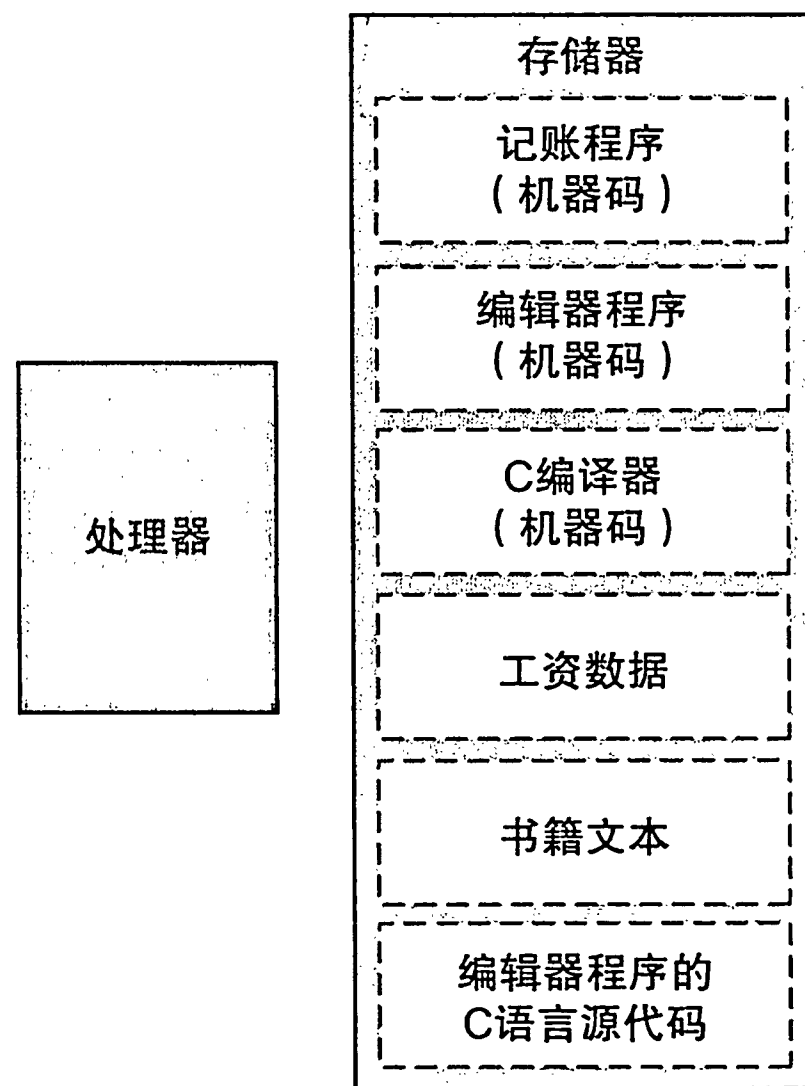 存储器
记账程序
（机器码）
编辑器程序
（机器码）
C编译器
（机器码）
处理器
工资数据
书籍文本
编辑器程序的
C语言源代码